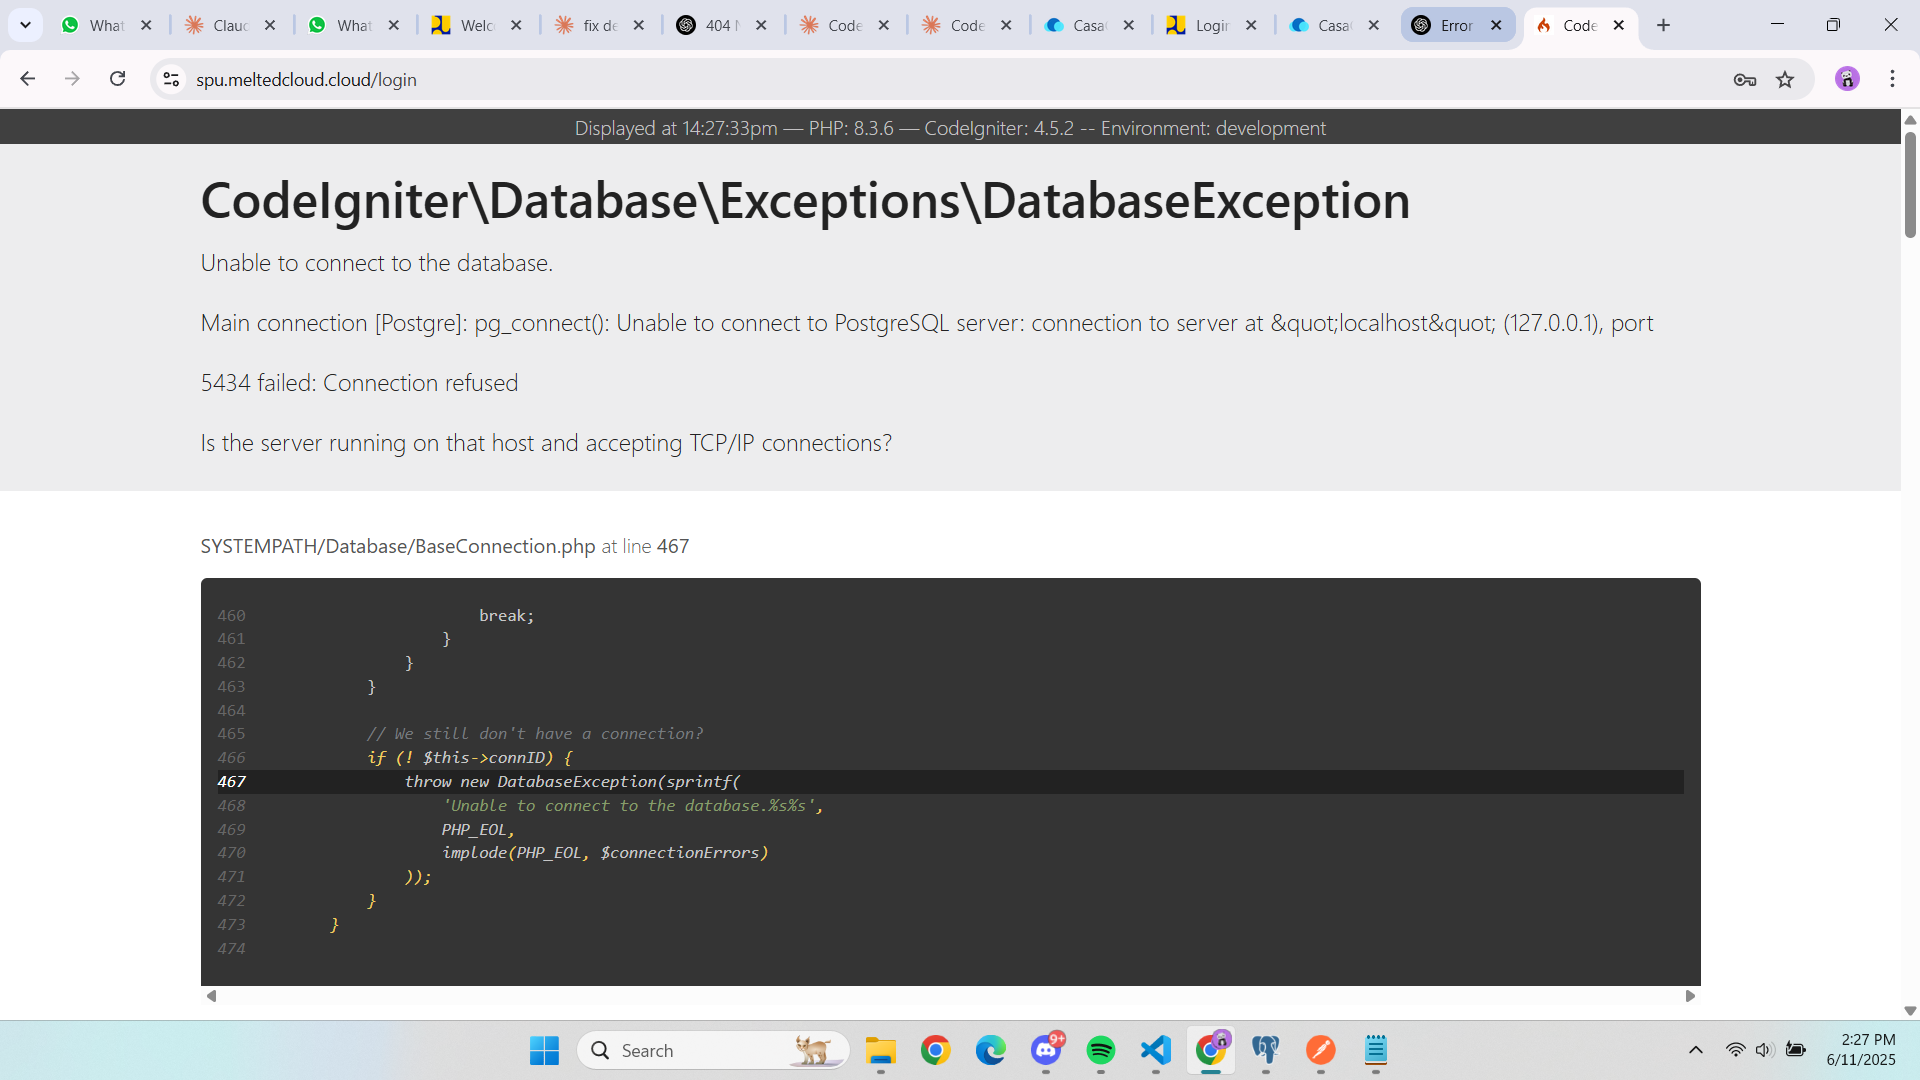 What
Claud
What
Welc
fix de
404 N
Code
Code
Casa
Login
Casa
Error
Code
spu.meltedcloud.cloud/login
Displayed at 14:27:33pm — PHP: 8.3.6 — CodeIgniter: 4.5.2 -- Environment: development
CodeIgniter\Database\Exceptions\DatabaseException
Unable to connect to the database.
Main connection [Postgre]: pg_connect(): Unable to connect to PostgreSQL server: connection to server at &quot;localhost&quot; (127.0.0.1), port
5434 failed: Connection refused
Is the server running on that host and accepting TCP/IP connections?
SYSTEMPATH/Database/BaseConnection.php at line 467
460 break;
461 }
462 }
463 }
464
465 // We still don't have a connection?
466 if (! $this->connID) {
467 throw new DatabaseException(sprintf(
468 'Unable to connect to the database.%s%s',
469 PHP_EOL,
470 implode(PHP_EOL, $connectionErrors)
471 ));
472 }
473 }
474
Search
9+
2:27 PM
6/11/2025